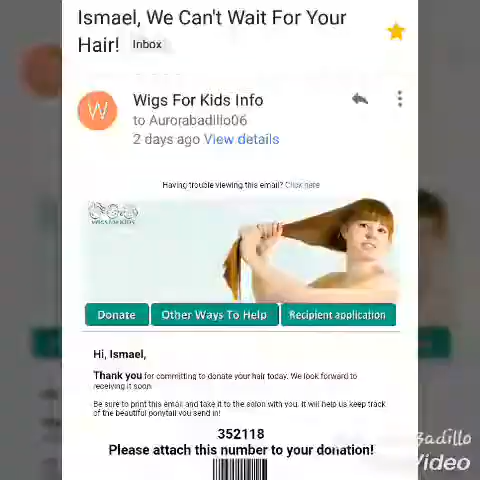 Ismael, We Can't Wait For Your
Hair! Inbox
W
Wigs For Kids Info
to Aurorabadillo06
2 days ago View details
Having trouble viewing this email? Click here
WIGS FOR KIDS
Donate
Other Ways To Help
Recipient application
Hi, Ismael,
Thank you for committing to donate your hair today. We look forward to
receiving it soon.
Be sure to print this email and take it to the salon with you. It will help us keep track
of the beautiful ponytail you send in!
352118
Please attach this number to your donation!
Badillo
Video